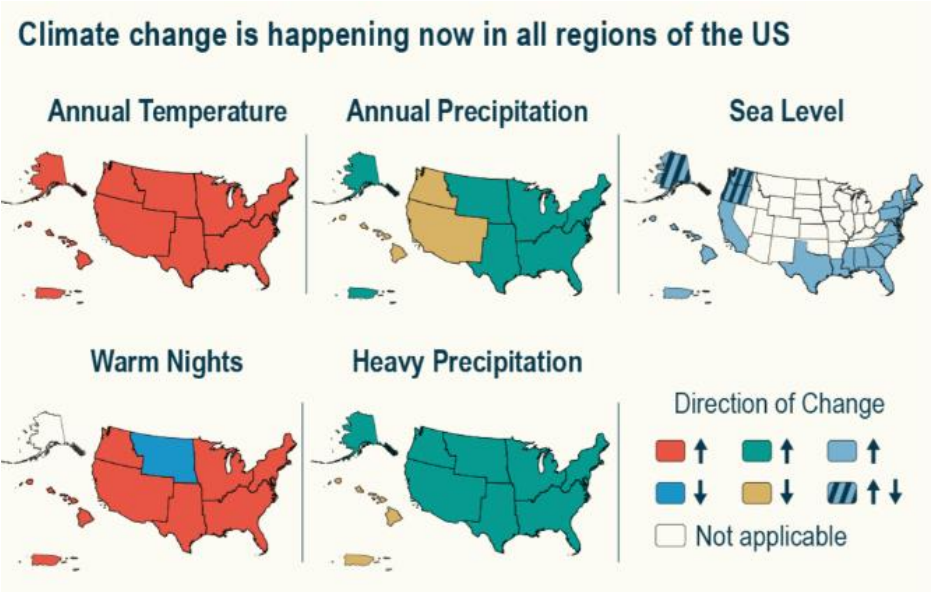 Climate change is happening now in all regions of the US
Annual Temperature
Annual Precipitation
Sea Level
Warm Nights
Heavy Precipitation
Direction of Change
↑ ↑ ↑
↓ ↓ ↑↓
Not applicable